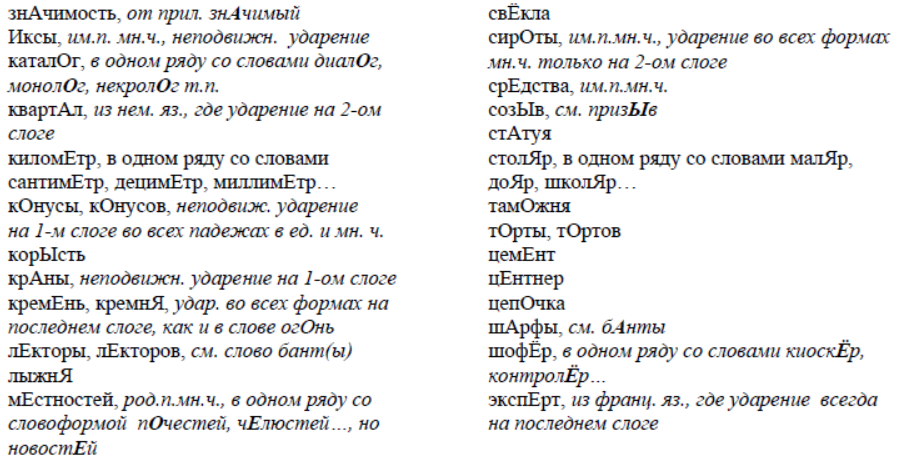 знАчимость, от прил. знАчимый
Иксы, им.п. мн.ч., неподвижн. ударение
каталОг, в одном ряду со словами диалОг,
монолОг, некролОг т.п.
квартАл, из нем. яз., где ударение на 2-ом
слоге
киломЕтр, в одном ряду со словами
сантимЕтр, децимЕтр, миллимЕтр…
кОнусы, кОнусов, неподвиж. ударение
на 1-м слоге во всех падежах в ед. и мн. ч.
корЫсть
крАны, неподвижн. ударение на 1-ом слоге
кремЕнь, кремнЯ, удар. во всех формах на
последнем слоге, как и в слове огОнь
лЕкторы, лЕкторов, см. слово бант(ы)
лыжнЯ
мЕстностей, род.п.мн.ч., в одном ряду со
словоформой пОчестей, чЕлюстей…, но
новостЕй
свЁкла
сирОты, им.п.мн.ч., ударение во всех формах
мн.ч. только на 2-ом слоге
срЕдства, им.п.мн.ч.
созЫв, см. призЫв
стАтуя
столЯр, в одном ряду со словами малЯр,
доЯр, школЯр…
тамОжня
тОрты, тОртов
цемЕнт
цЕнтнер
цепОчка
шАрфы, см. бАнты
шофЁр, в одном ряду со словами киоскЁр,
контролЁр…
экспЕрт, из франц. яз., где ударение всегда
на последнем слоге